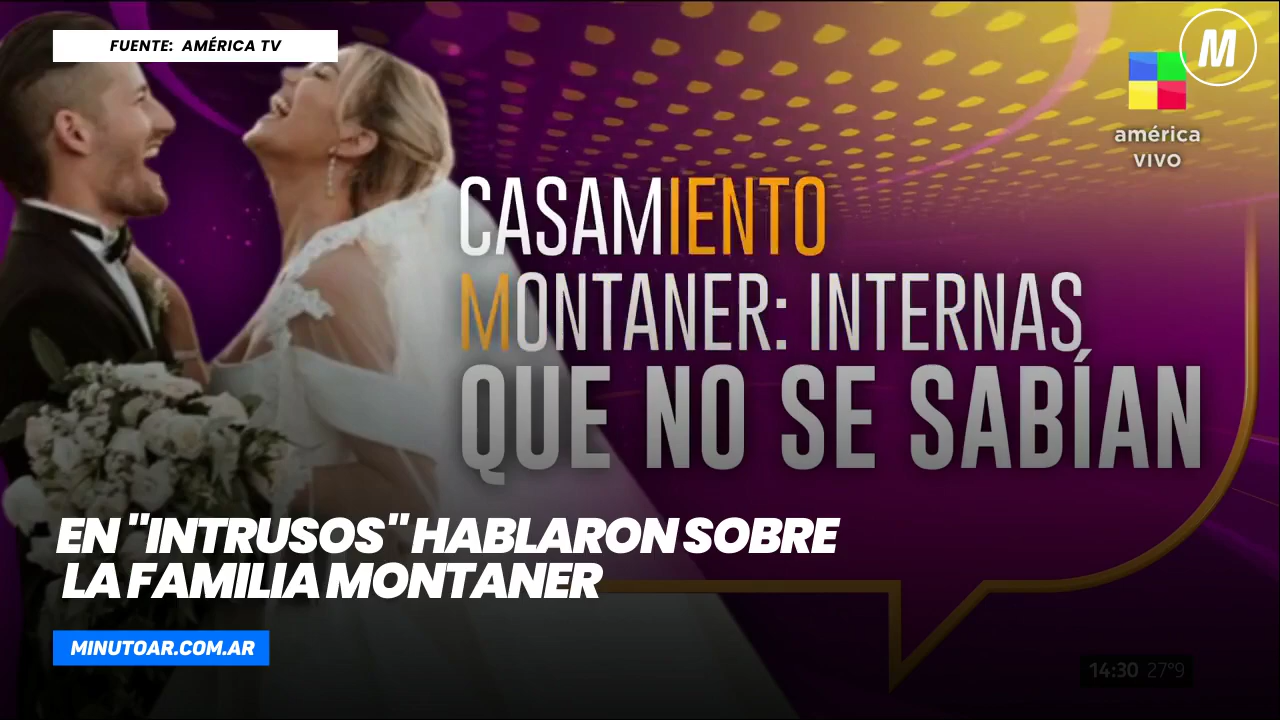 FUENTE: AMÉRICA TV
M
américa
VIVO
CASAMIENTO
MONTANER: INTERNAS
QUE NO SE SABÍAN
EN "INTRUSOS" HABLARON SOBRE
LA FAMILIA MONTANER
MINUTOAR.COM.AR
14:30 27°9